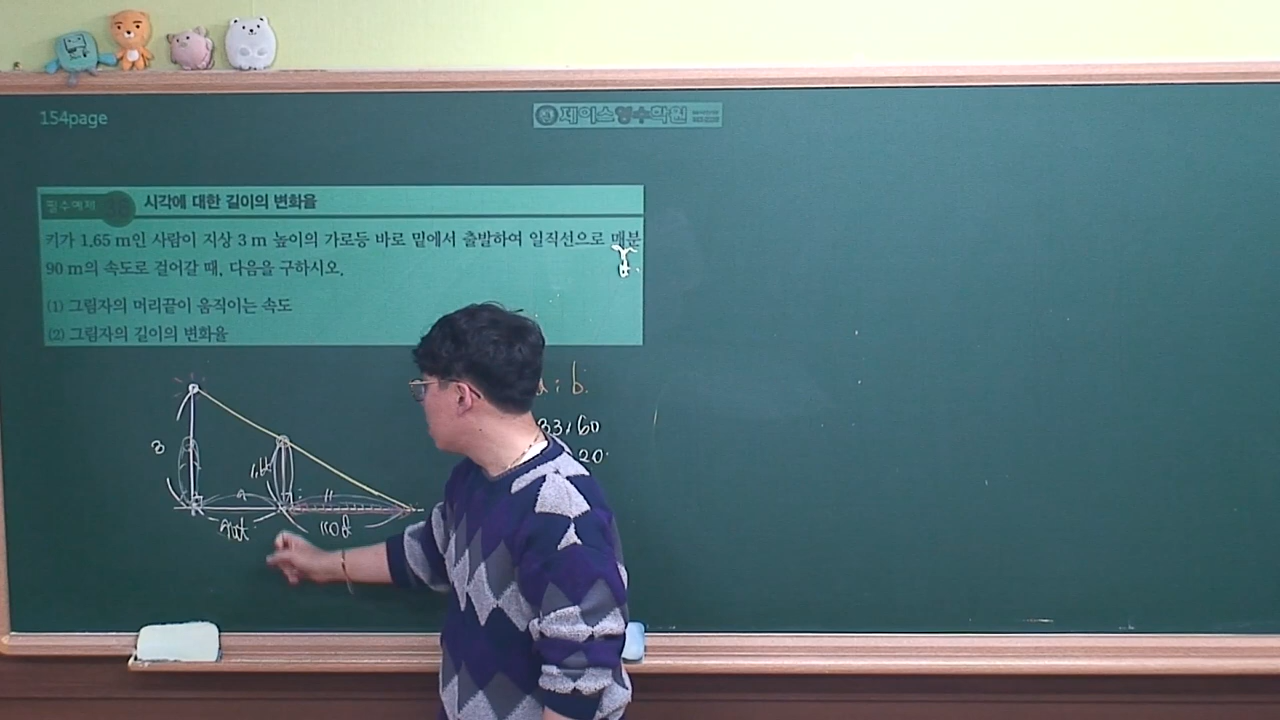 154page
제이스영수학원
필수예제 38 시각에 대한 길이의 변화율
키가 1.65 m인 사람이 지상 3 m 높이의 가로등 바로 밑에서 출발하여 일직선으로 매분
90 m의 속도로 걸어갈 때, 다음을 구하시오.
(1) 그림자의 머리끝이 움직이는 속도
(2) 그림자의 길이의 변화율
: b
33:60
20
3
9
11
90t
110t